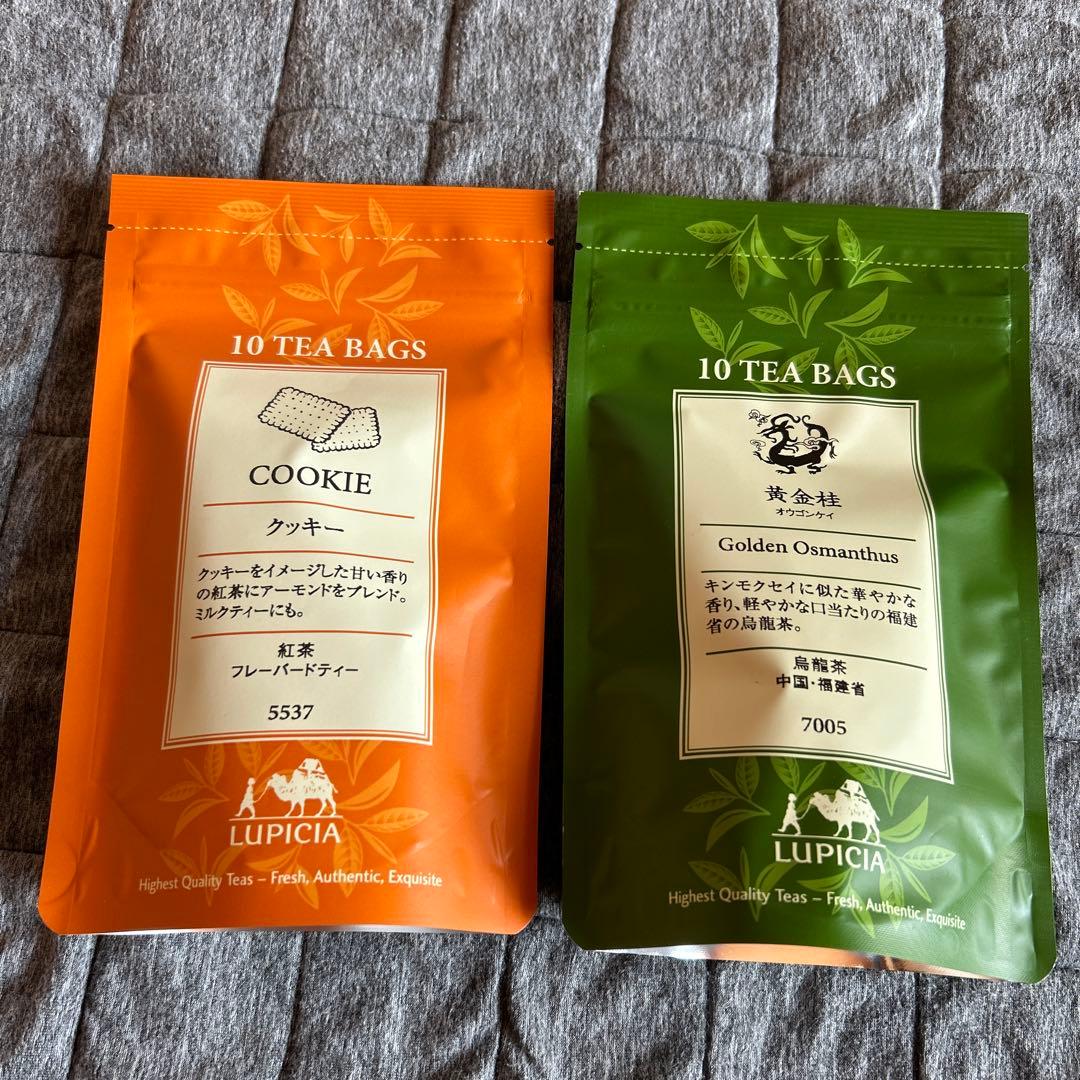 10 TEA BAGS
COOKIE
クッキー
クッキーをイメージした甘い香り
の紅茶にアーモンドをブレンド。
ミルクティーにも。
紅茶
フレーバードティー
5537
LUPICIA
Highest Quality Teas – Fresh, Authentic, Exquisite
10 TEA BAGS
黄金桂
オウゴンケイ
Golden Osmanthus
キンモクセイに似た華やかな
香り、軽やかな口当たりの福建
省の烏龍茶。
烏龍茶
中国・福建省
7005
LUPICIA
Highest Quality Teas – Fresh, Authentic, Exquisite